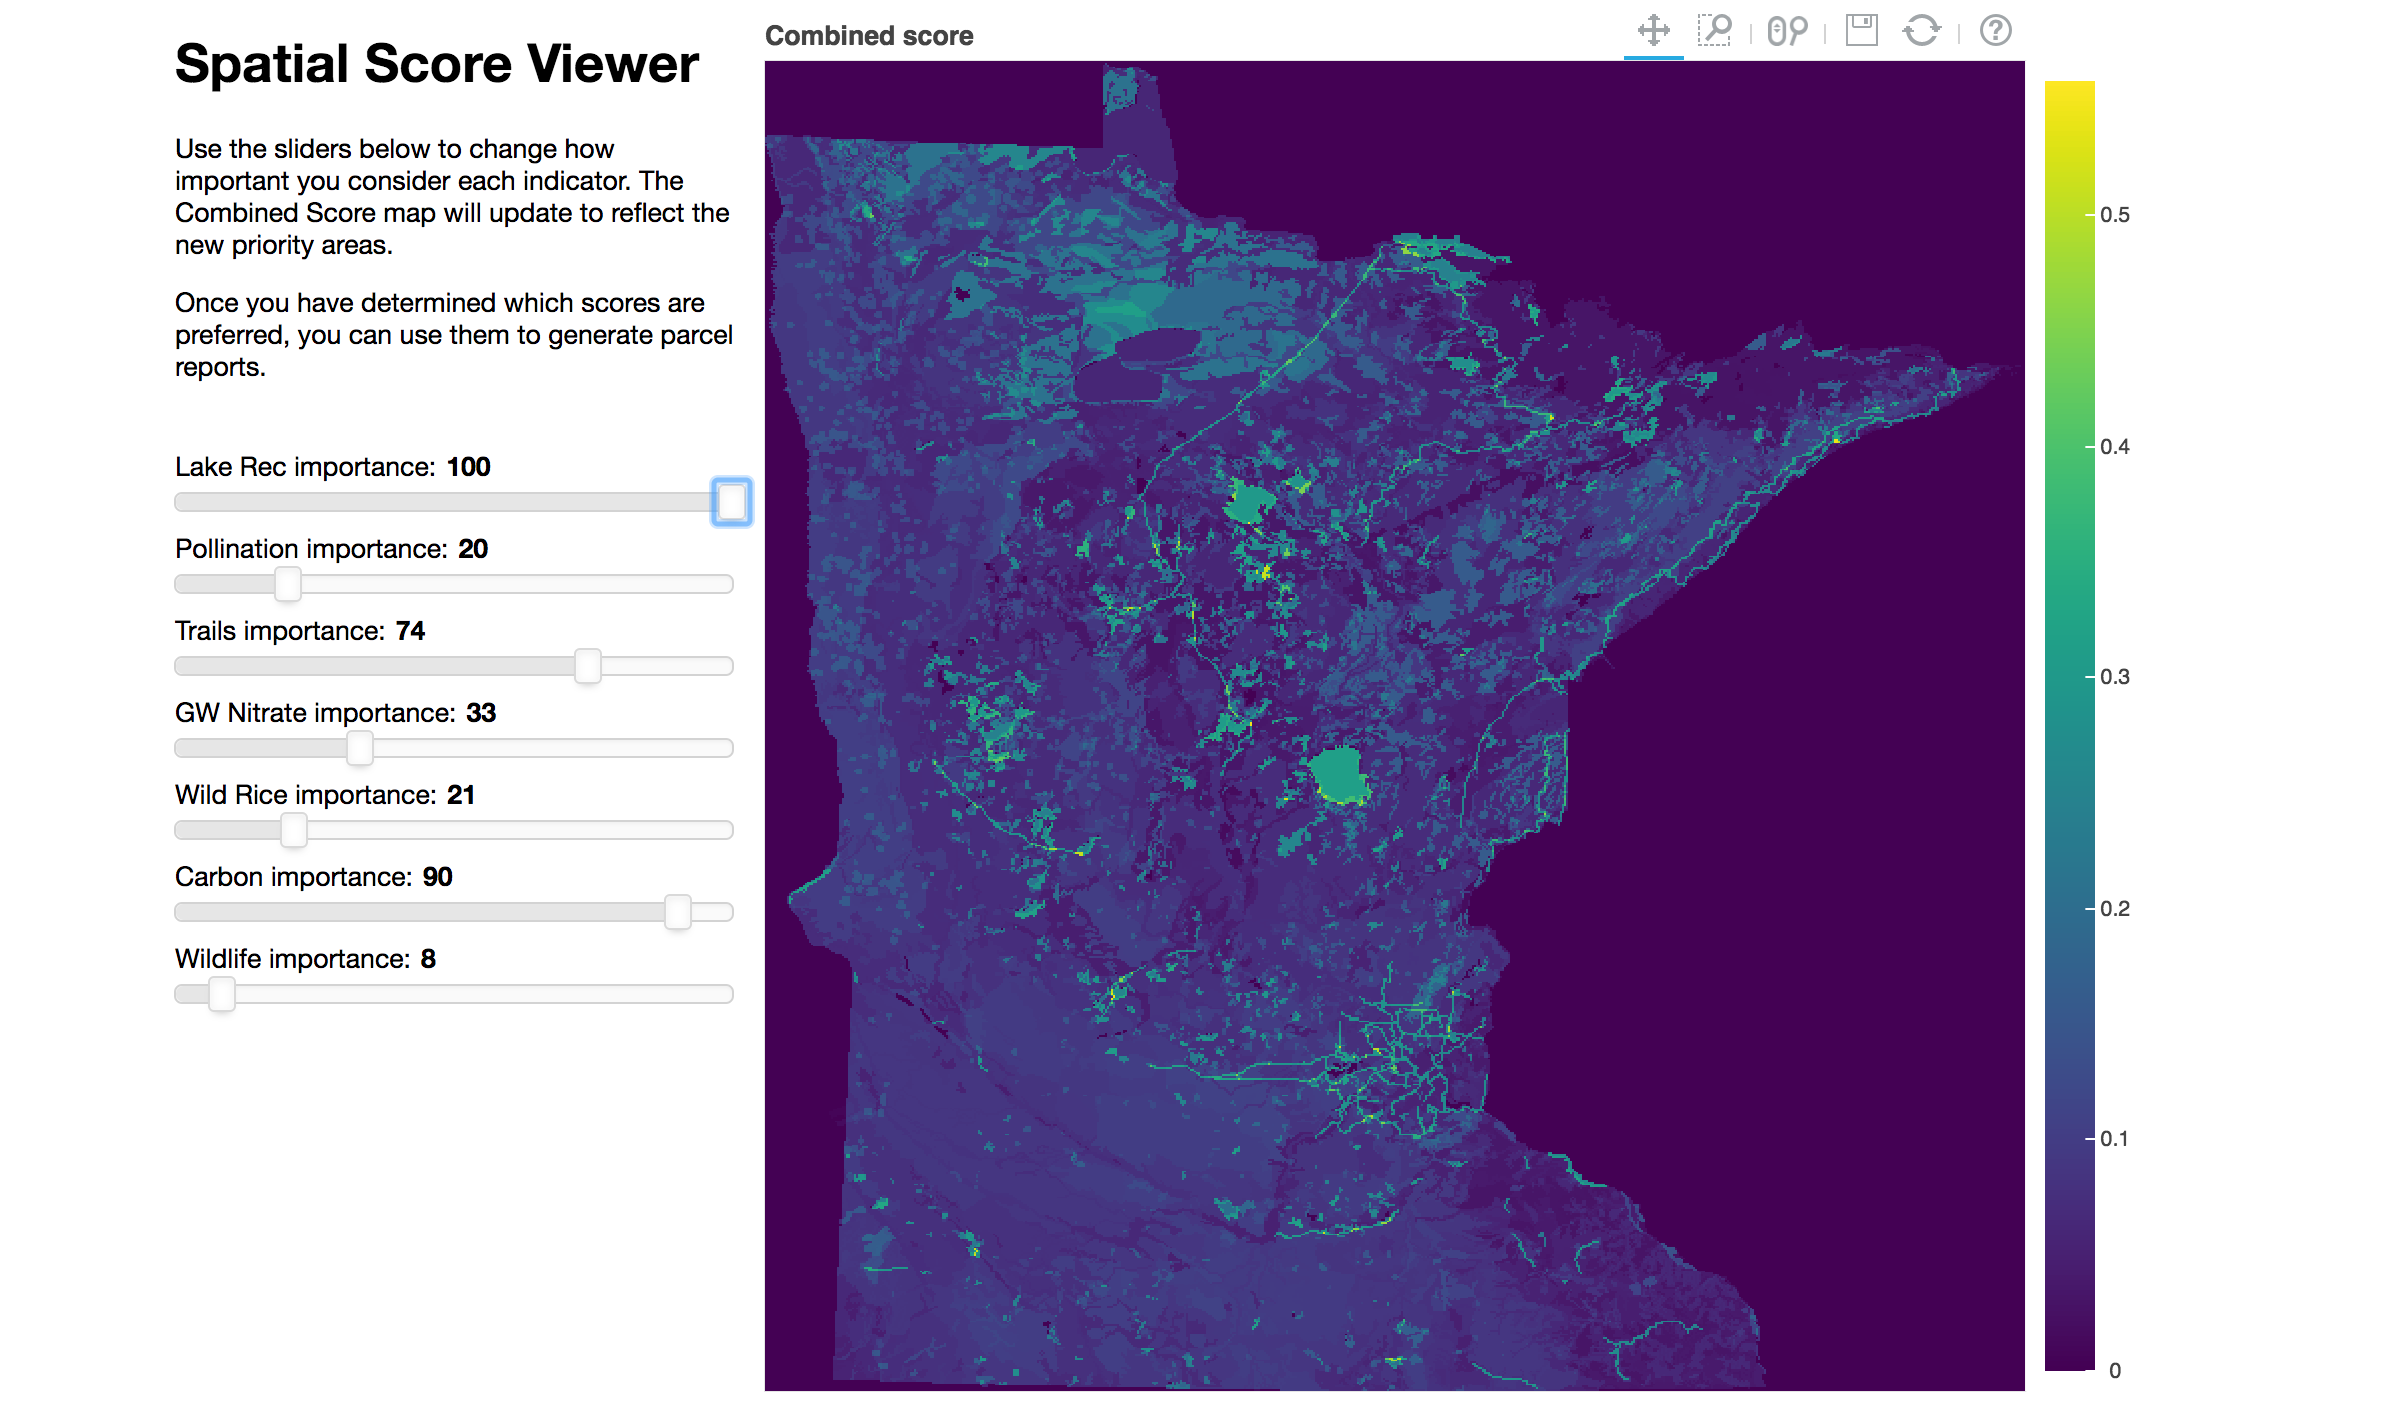 Spatial Score Viewer
Use the sliders below to change how
important you consider each indicator. The
Combined Score map will update to reflect the
new priority areas.
Once you have determined which scores are
preferred, you can use them to generate parcel
reports.
Lake Rec importance: 100
Pollination importance: 20
Trails importance: 74
GW Nitrate importance: 33
Wild Rice importance: 21
Carbon importance: 90
Wildlife importance: 8
Combined score
0.5
0.4
0.3
0.2
0.1
0